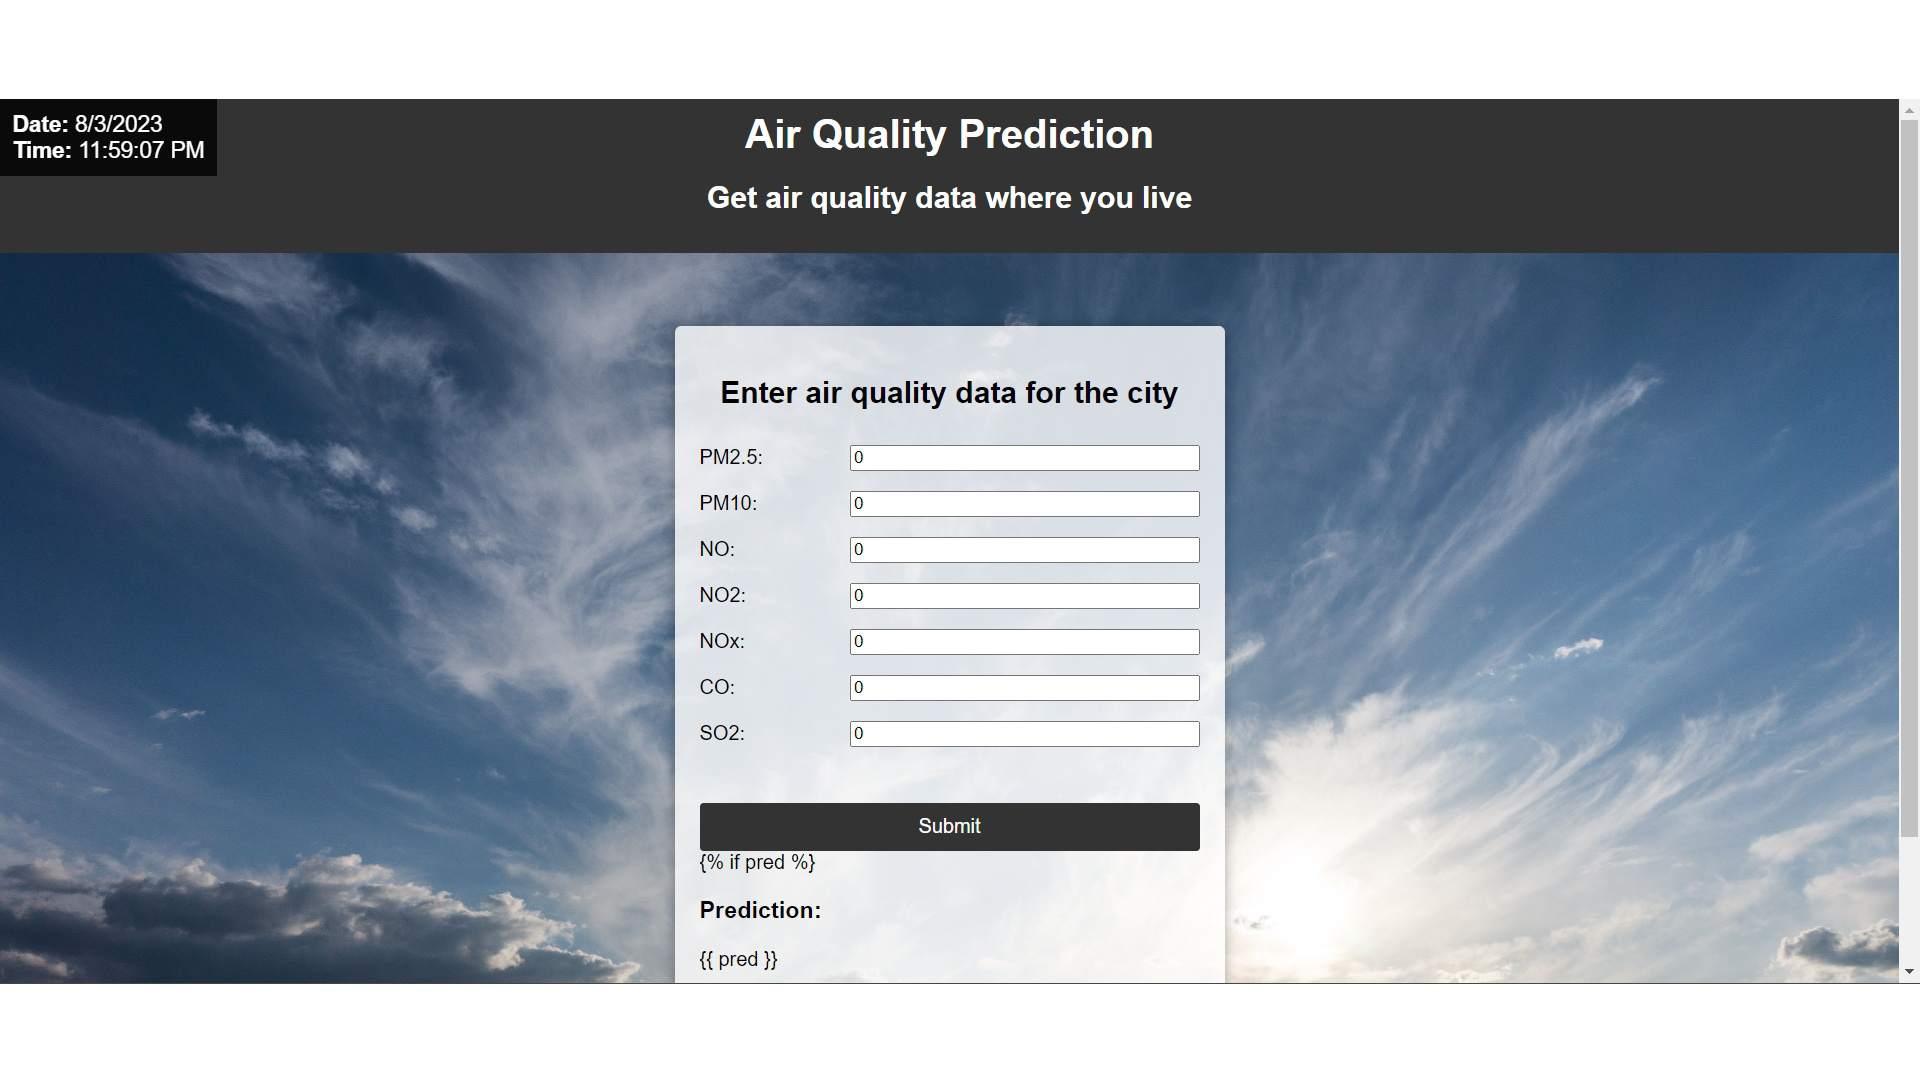 Date: 8/3/2023
Time: 11:59:07 PM
Air Quality Prediction
Get air quality data where you live
Enter air quality data for the city
PM2.5: 0
PM10: 0
NO: 0
NO2: 0
NOx: 0
CO: 0
SO2: 0
Submit
{% if pred %}
Prediction:
{{ pred }}